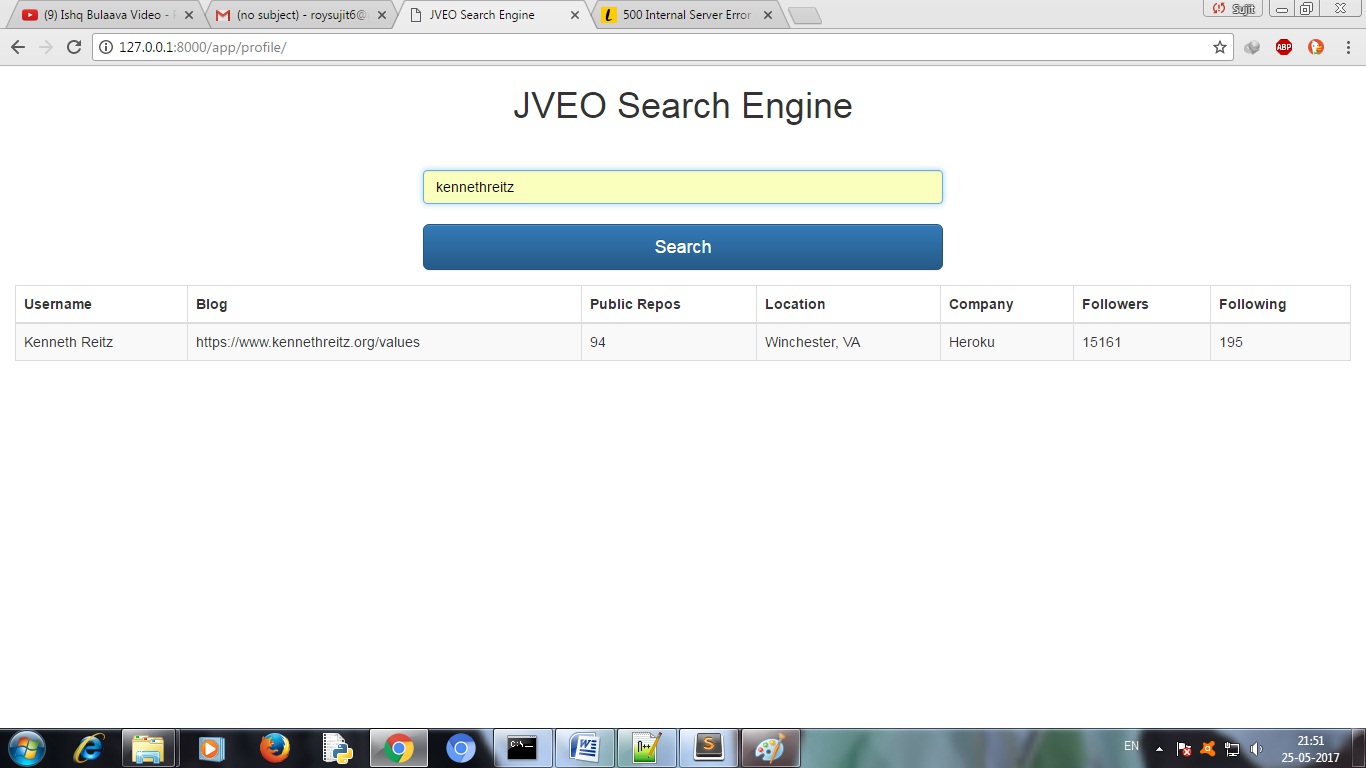 (9) Ishq Bulaava Video -
(no subject) - roysujit6@
JVEO Search Engine
500 Internal Server Error
Sujit
127.0.0.1:8000/app/profile/
ABP
JVEO Search Engine
kennethreitz
Search
Username Blog Public Repos Location Company Followers Following
Kenneth Reitz https://www.kennethreitz.org/values 94 Winchester, VA Heroku 15161 195
EN
21:51
25-05-2017